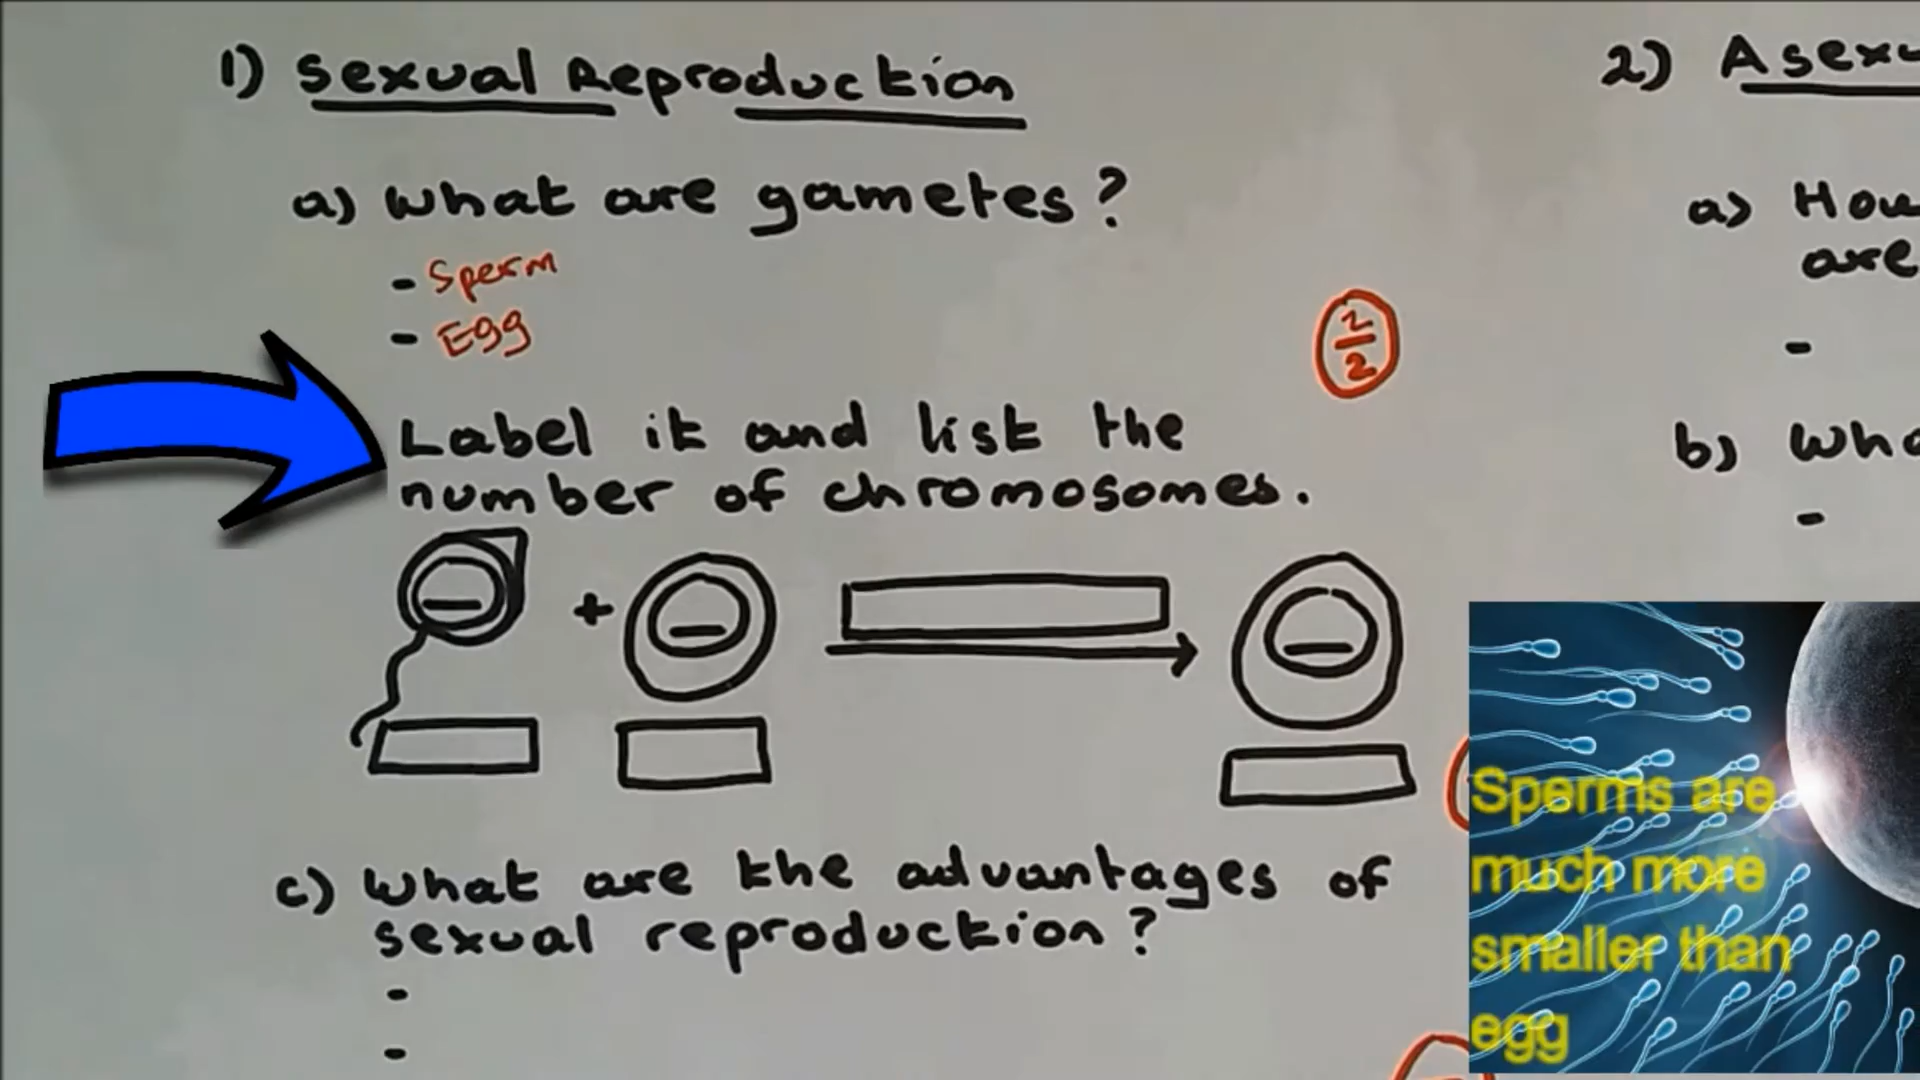 1) Sexual Reproduction
a) What are gametes?
- Sperm
- Egg
2/2
Label it and list the
number of chromosomes.
+
c) What are the advantages of
sexual reproduction?
-
-
2) Asexu
a) How
are
-
b) Wha
-
Sperms are
much more
smaller than
egg